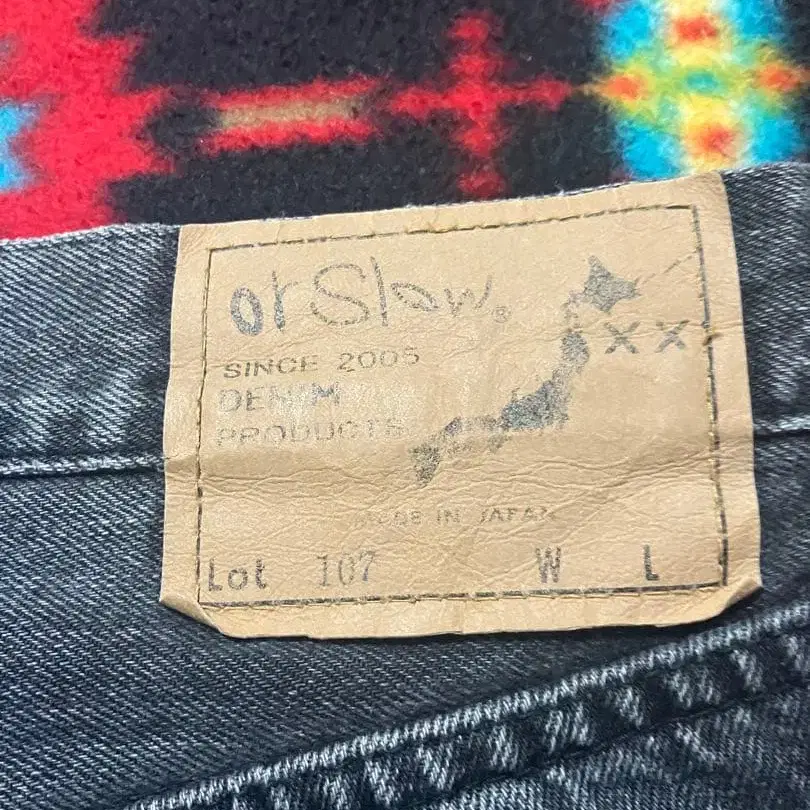 orSlow®
XX
SINCE 2005
DENIM
PRODUCTS
MADE IN JAPAN
Lot 107 W L